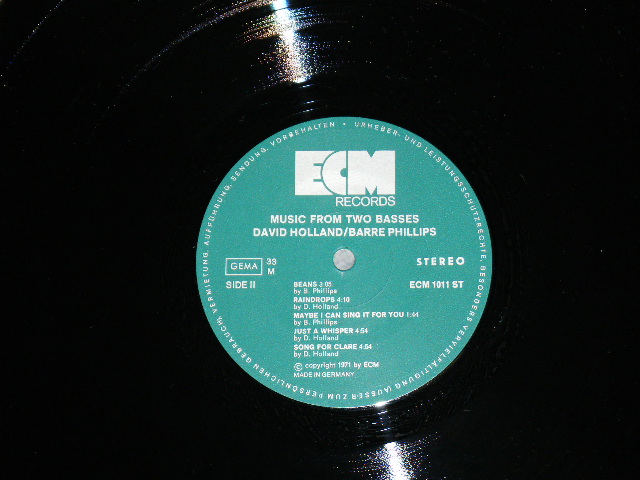 URHEBER- UND LEISTUNGSSCHUTZRECHTE, BESONDERS VERVIELFÄLTIGUNG (AUSSER ZUM PERSÖNLICHEN GEBRAUCH), VERMIETUNG, AUFFÜHRUNG, SENDUNG, VORBEHALTEN •
ECM
RECORDS
MUSIC FROM TWO BASSES
DAVID HOLLAND/BARRE PHILLIPS
GEMA 33 STEREO
M
SIDE II ECM 1011 ST
BEANS 3:05
by B. Phillips
RAINDROPS 4:10
by D. Holland
MAYBE I CAN SING IT FOR YOU 1:44
by B. Phillips
JUST A WHISPER 4:54
by D. Holland
SONG FOR CLARE 4:54
by D. Holland
© copyright 1971 by ECM
MADE IN GERMANY